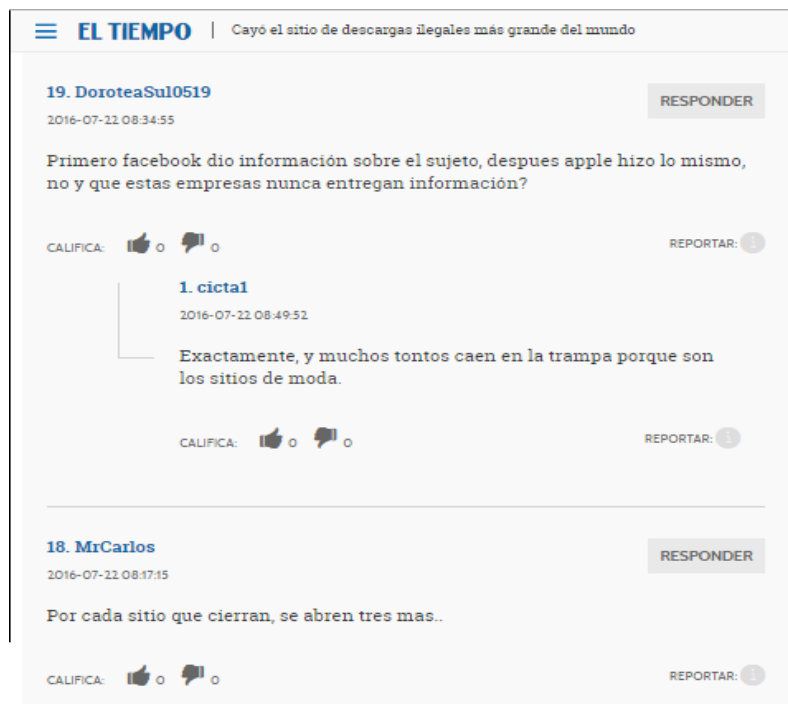 EL TIEMPO | Cayó el sitio de descargas ilegales más grande del mundo
19. DoroteaSul0519
RESPONDER
2016-07-22 08:34:55
Primero facebook dio información sobre el sujeto, despues apple hizo lo mismo,
no y que estas empresas nunca entregan información?
CALIFICA: 0 0 REPORTAR: i
1. cicta1
2016-07-22 08:49:52
Exactamente, y muchos tontos caen en la trampa porque son
los sitios de moda.
CALIFICA: 0 0 REPORTAR: i
18. MrCarlos
RESPONDER
2016-07-22 08:17:15
Por cada sitio que cierran, se abren tres mas..
CALIFICA: 0 0 REPORTAR: i